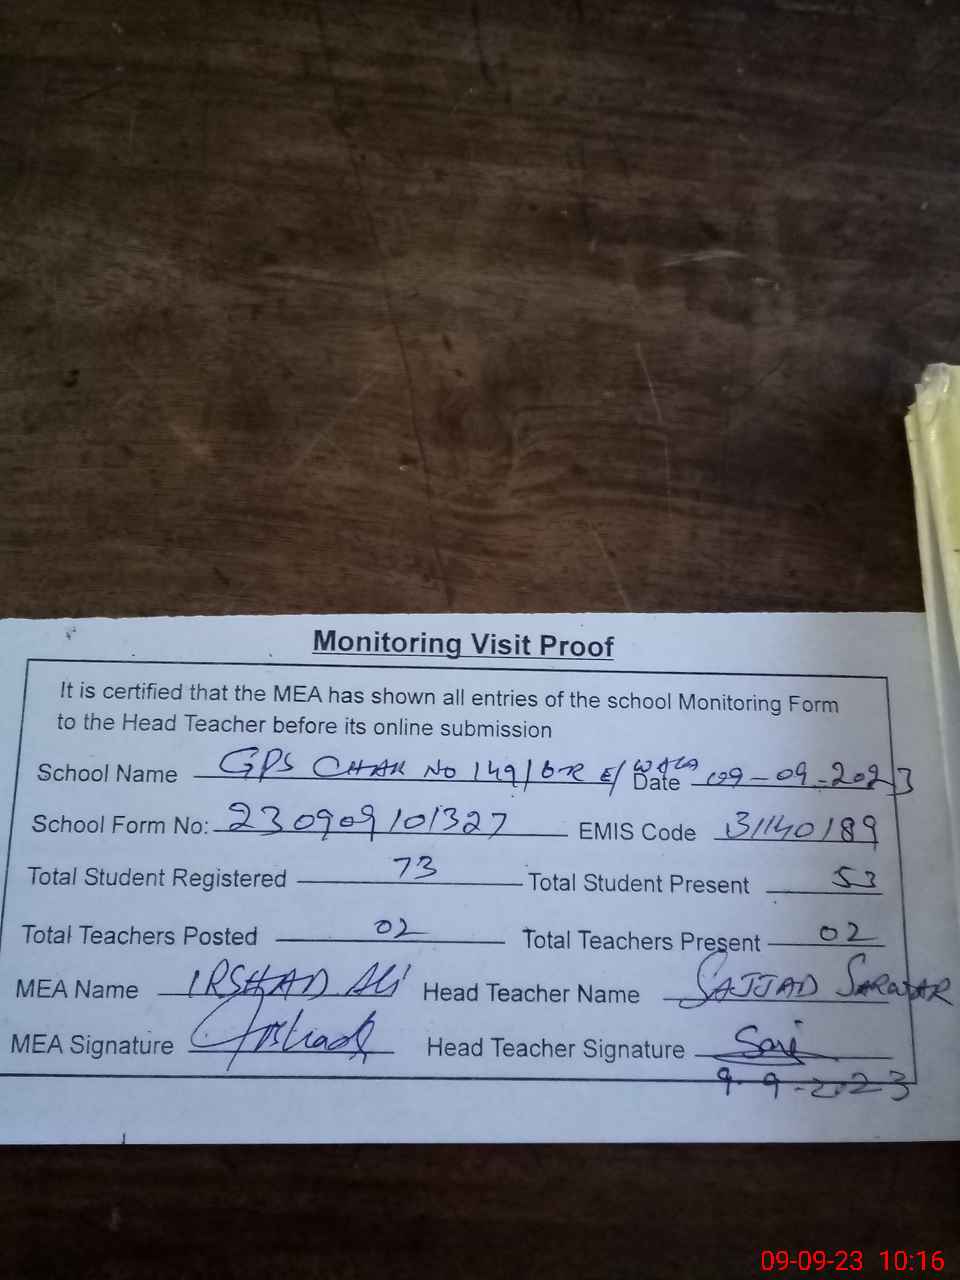 Monitoring Visit Proof
It is certified that the MEA has shown all entries of the school Monitoring Form
to the Head Teacher before its online submission
School Name GPS CHAK NO 149/6-R E/WALA Date 09-09-2023
School Form No: 230909101327 EMIS Code 31140189
Total Student Registered 73 Total Student Present 53
Total Teachers Posted 02 Total Teachers Present 02
MEA Name IRSHAD Ali Head Teacher Name SAJJAD SARWAR
MEA Signature Irshad Head Teacher Signature
9-9-2023
09-09-23 10:16